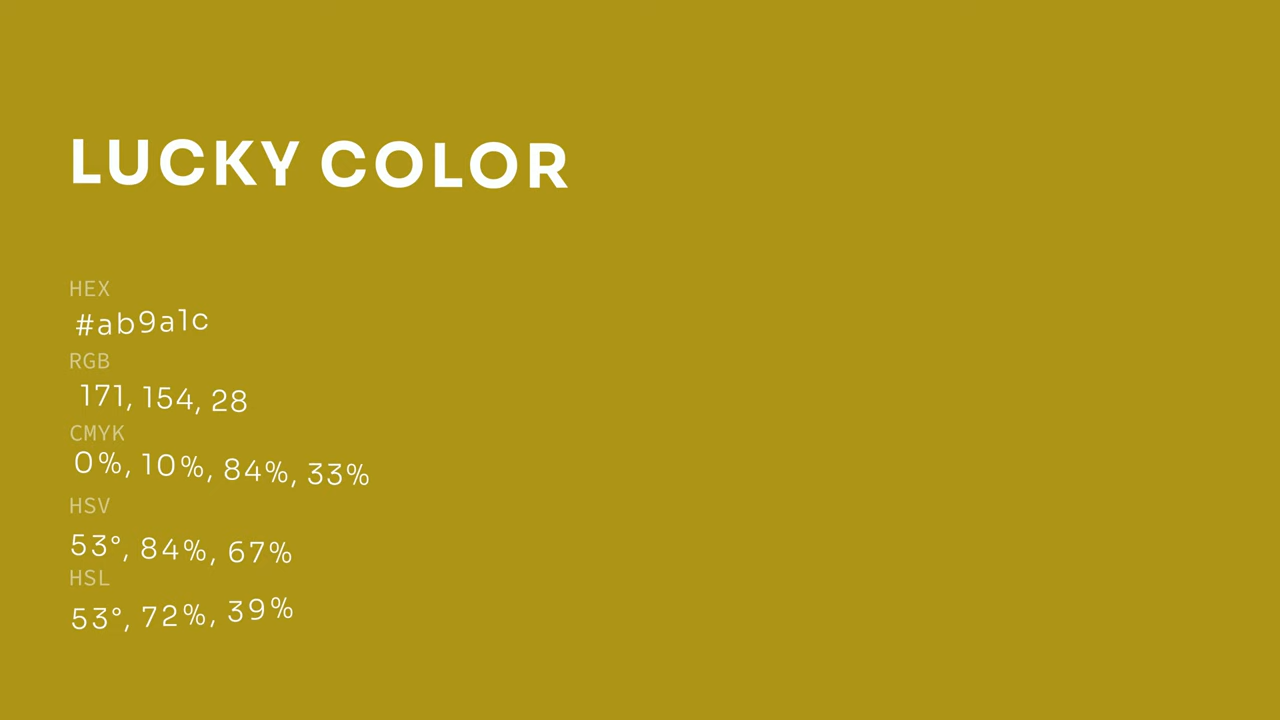 LUCKY COLOR
HEX
#ab9a1c
RGB
171, 154, 28
CMYK
0%, 10%, 84%, 33%
HSV
53°, 84%, 67%
HSL
53°, 72%, 39%